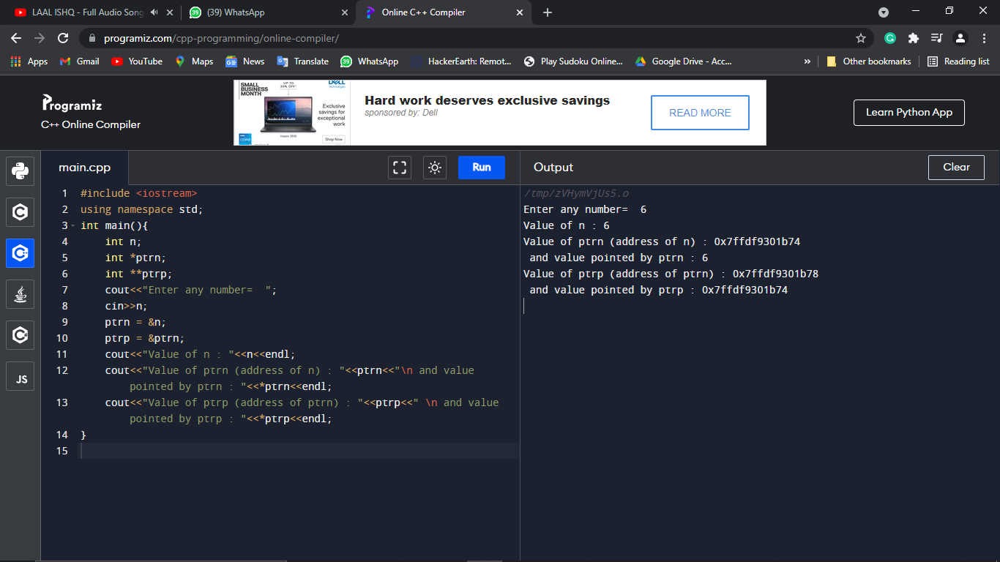 LAAL ISHQ - Full Audio Song
(39) WhatsApp
Online C++ Compiler
programiz.com/cpp-programming/online-compiler/
Apps Gmail YouTube Maps News Translate 39 WhatsApp HackerEarth: Remot... Play Sudoku Online... Google Drive - Acc... » Other bookmarks Reading list
Programiz
C++ Online Compiler
SMALL BUSINESS MONTH
UP TO
30% OFF*
DELL
Technologies
Exclusive
savings for
exceptional
work
Shop Now
Hard work deserves exclusive savings
sponsored by: Dell
READ MORE
Learn Python App
main.cpp
Run
Output
Clear
1 #include <iostream>
2 using namespace std;
3 int main(){
4 int n;
5 int *ptrn;
6 int **ptrp;
7 cout<<"Enter any number=  ";
8 cin>>n;
9 ptrn = &n;
10 ptrp = &ptrn;
11 cout<<"Value of n : "<<n<<endl;
12 cout<<"Value of ptrn (address of n) : "<<ptrn<<"\n and value
pointed by ptrn : "<<*ptrn<<endl;
13 cout<<"Value of ptrp (address of ptrn) : "<<ptrp<<" \n and value
pointed by ptrp : "<<*ptrp<<endl;
14 }
15
/tmp/zVHymVjUs5.o
Enter any number=  6
Value of n : 6
Value of ptrn (address of n) : 0x7ffdf9301b74
and value pointed by ptrn : 6
Value of ptrp (address of ptrn) : 0x7ffdf9301b78
and value pointed by ptrp : 0x7ffdf9301b74
JS